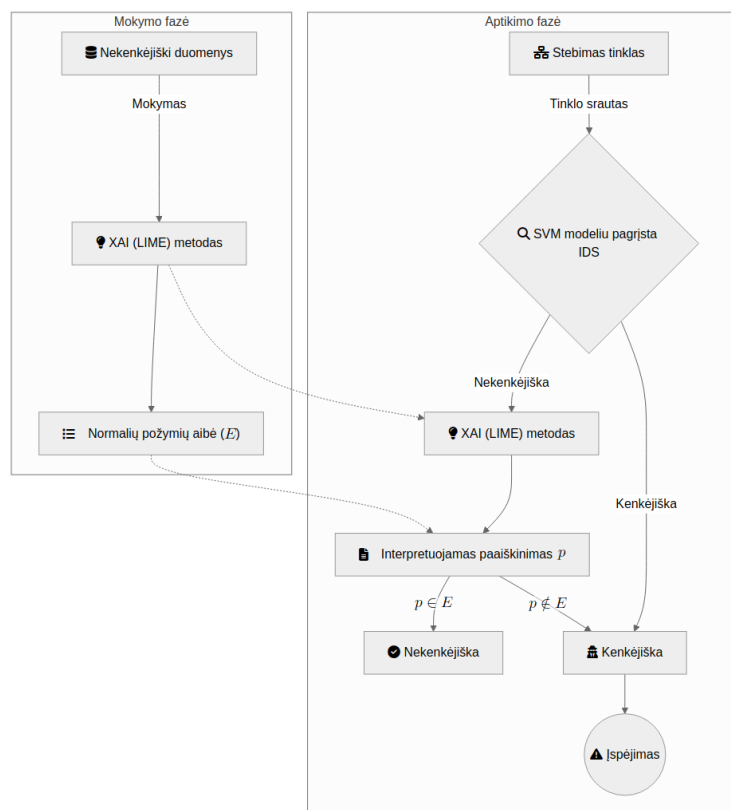 Mokymo fazė
Nekenkėjiški duomenys
Mokymas
XAI (LIME) metodas
Normalių požymių aibė (E)
Aptikimo fazė
Stebimas tinklas
Tinklo srautas
SVM modeliu pagrįsta
IDS
Nekenkėjiška
XAI (LIME) metodas
Kenkėjiška
Interpretuojamas paaiškinimas p
p ∈ E
p ∉ E
Nekenkėjiška
Kenkėjiška
Įspėjimas